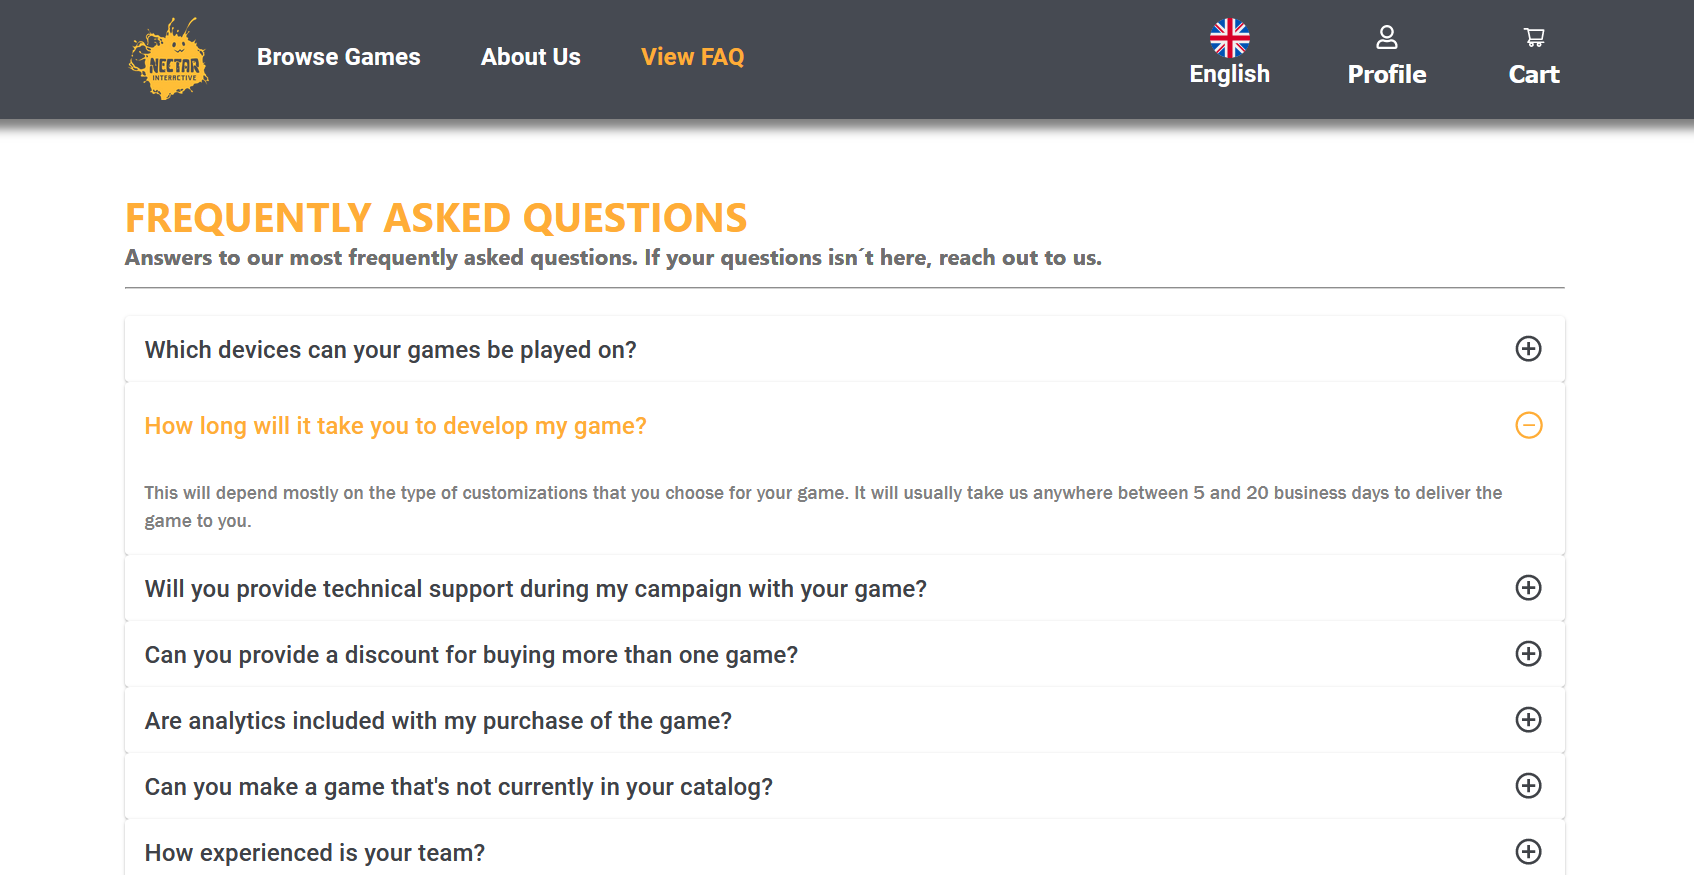 NECTAR
INTERACTIVE
Browse Games
About Us
View FAQ
English
Profile
Cart
FREQUENTLY ASKED QUESTIONS
Answers to our most frequently asked questions. If your questions isn´t here, reach out to us.
Which devices can your games be played on?
How long will it take you to develop my game?
This will depend mostly on the type of customizations that you choose for your game. It will usually take us anywhere between 5 and 20 business days to deliver the
game to you.
Will you provide technical support during my campaign with your game?
Can you provide a discount for buying more than one game?
Are analytics included with my purchase of the game?
Can you make a game that's not currently in your catalog?
How experienced is your team?